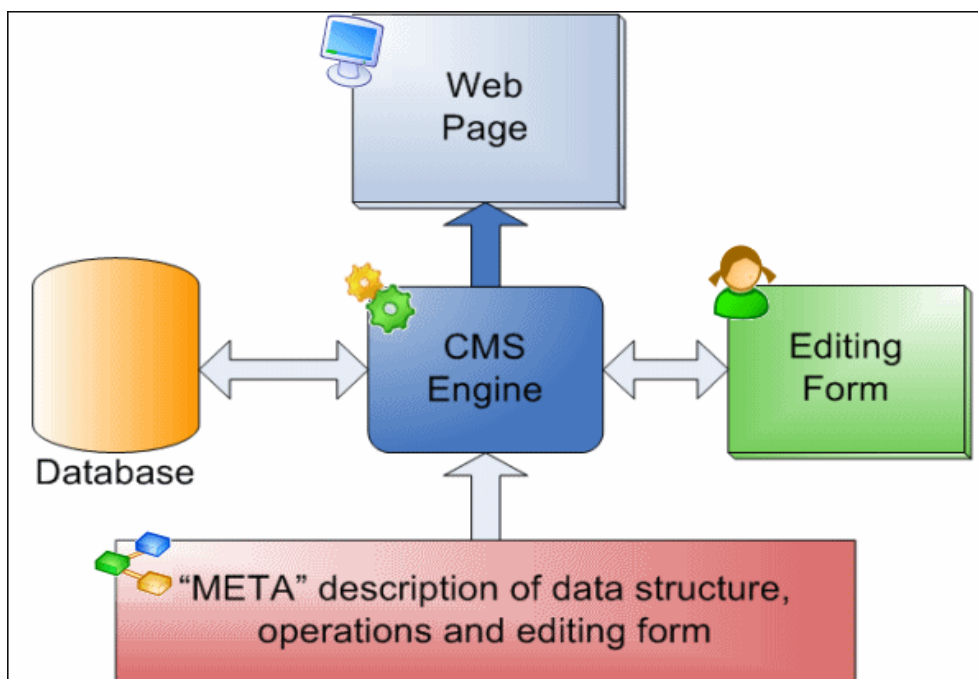 Web
Page
CMS
Engine
Editing
Form
Database
“META” description of data structure,
operations and editing form